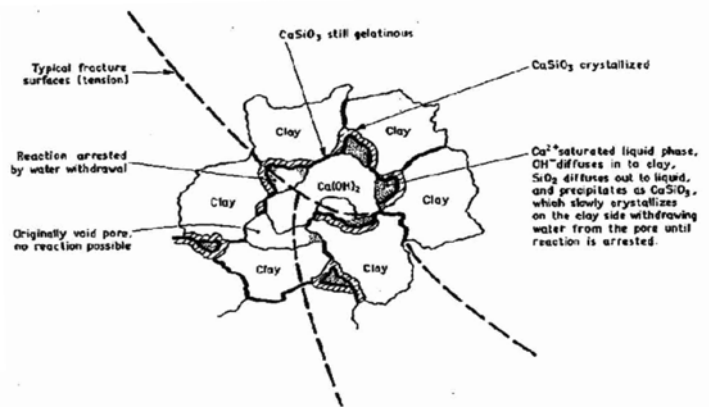 CaSiO₃ still gelatinous
Typical fracture
surfaces (tension)
CaSiO₃ crystallized
Clay
Clay
Reaction arrested
by water withdrawal
Ca(OH)₂
Ca²⁺saturated liquid phase,
OH⁻diffuses in to clay,
SiO₂ diffuses out to liquid,
and precipitates as CaSiO₃,
which slowly crystallizes
on the clay side withdrawing
water from the pore until
reaction is arrested.
Clay
Clay
Originally void pore,
no reaction possible
Clay
Clay